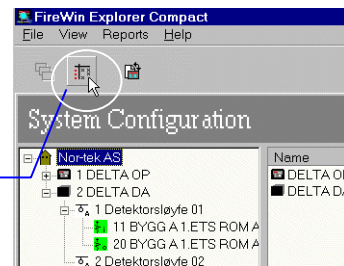 FireWin Explorer Compact
File View Reports Help
System Configuration
Nor-tek AS
1 DELTA OP
2 DELTA DA
1 Detektorsløyfe 01
11 BYGG A 1.ETS ROM A
20 BYGG A 1.ETS ROM A
2 Detektorsløyfe 02
Name
DELTA OP
DELTA DA